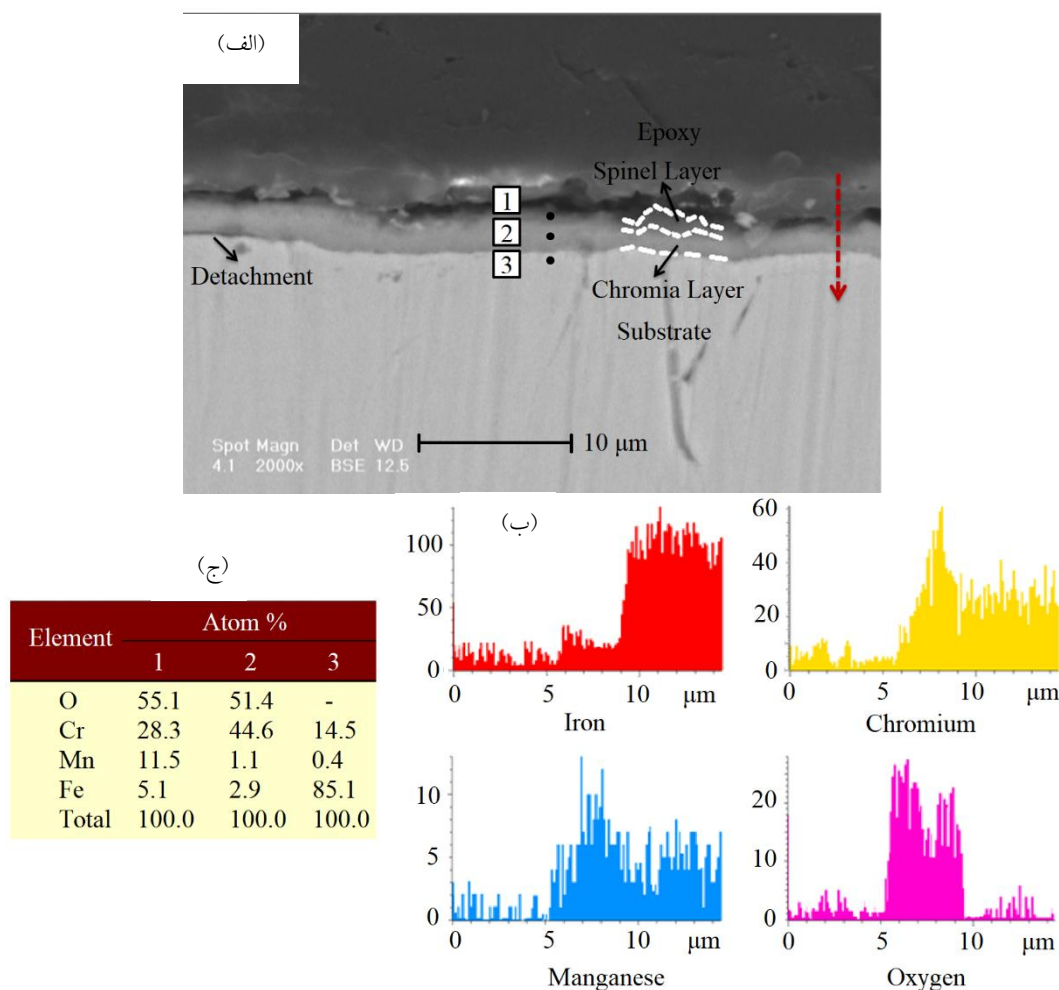 (الف)
Epoxy
Spinel Layer
1
2
3
Detachment
Chromia Layer
Substrate
Spot Magn Det WD
4.1 2000x BSE 12.5
10 μm
(ب)
100
50
0
0 5 10 μm
Iron
60
40
20
0
0 5 10 μm
Chromium
(ج)
Element Atom %
1 2 3
O 55.1 51.4 -
Cr 28.3 44.6 14.5
Mn 11.5 1.1 0.4
Fe 5.1 2.9 85.1
Total 100.0 100.0 100.0
10
5
0
0 5 10 μm
Manganese
20
10
0
0 5 10 μm
Oxygen